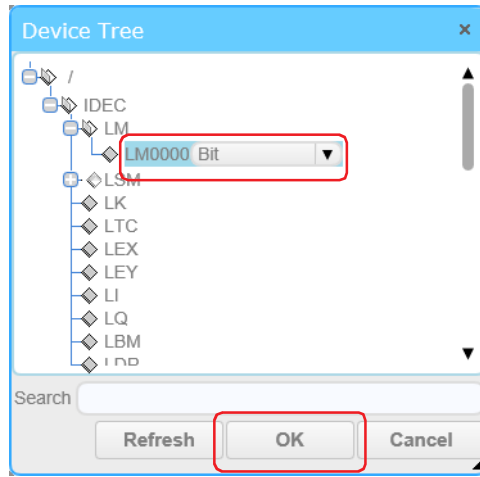 Device Tree ×
/
IDEC
LM
LM0000 Bit
LSM
LK
LTC
LEX
LEY
LI
LQ
LBM
Search
Refresh OK Cancel